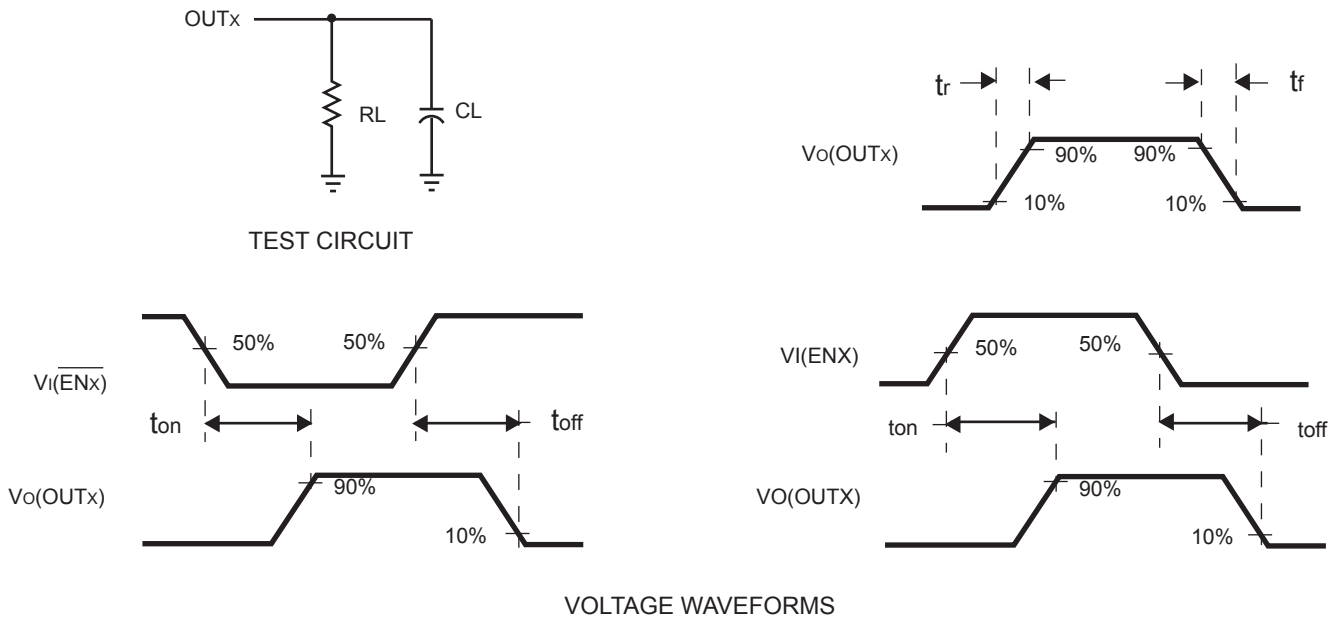 OUTx
RL
CL
TEST CIRCUIT
tr
tf
VO(OUTx)
90%
90%
10%
10%
VI(E̅N̅x̅)
50%
50%
ton
toff
VO(OUTx)
90%
10%
VI(ENX)
50%
50%
ton
toff
VO(OUTX)
90%
10%
VOLTAGE WAVEFORMS